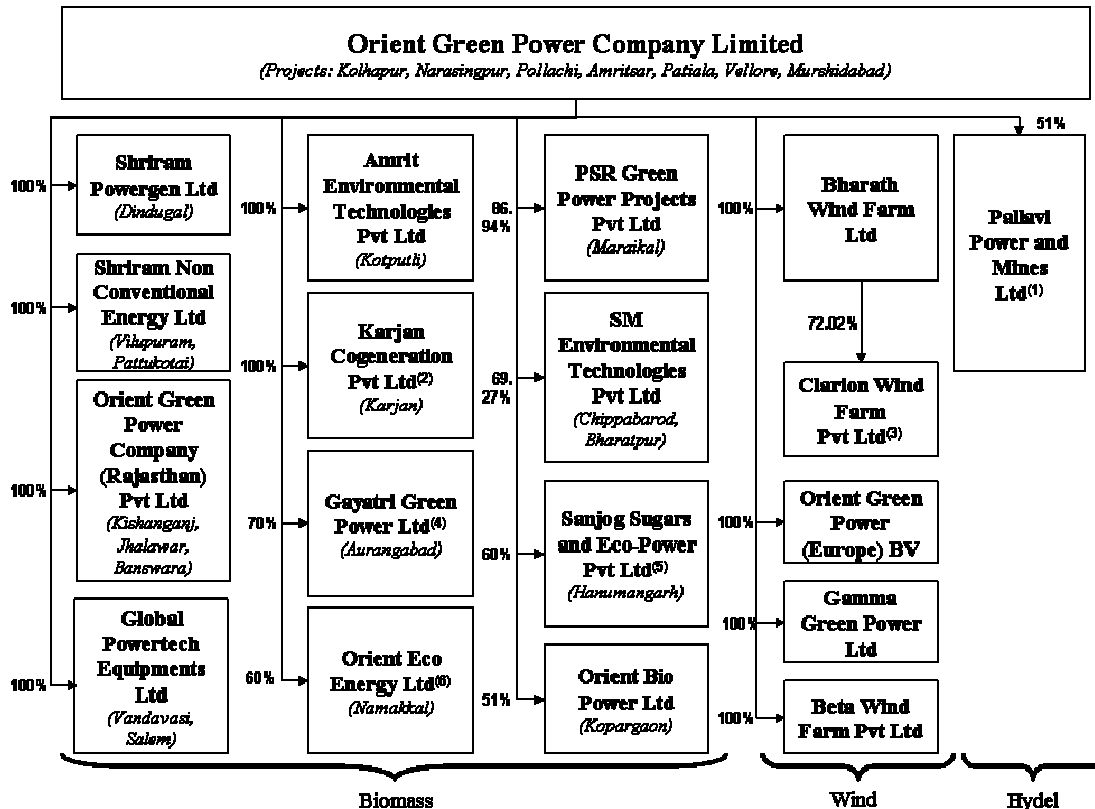 Orient Green Power Company Limited
(Projects: Kolhapur, Narasingpur, Pollachi, Amritsar, Patiala, Vellore, Murshidabad)
100%
Shriram
Powergen Ltd
(Dindugal)
100%
Shriram Non
Conventional
Energy Ltd
(Vilupuram,
Pattukotai)
100%
Orient Green
Power
Company
(Rajasthan)
Pvt Ltd
(Kishanganj,
Jhalawar,
Banswara)
100%
Global
Powertech
Equipments
Ltd
(Vandavasi,
Salem)
100%
Amrit
Environmental
Technologies
Pvt Ltd
(Kotputli)
100%
Karjan
Cogeneration
Pvt Ltd(2)
(Karjan)
70%
Gayatri Green
Power Ltd(4)
(Aurangabad)
60%
Orient Eco
Energy Ltd(6)
(Namakkal)
86.
94%
PSR Green
Power Projects
Pvt Ltd
(Maraikal)
69.
27%
SM
Environmental
Technologies
Pvt Ltd
(Chippabarod,
Bharatpur)
60%
Sanjog Sugars
and Eco-Power
Pvt Ltd(5)
(Hanumangarh)
51%
Orient Bio
Power Ltd
(Kopargaon)
100%
Bharath
Wind Farm
Ltd
72.02%
Clarion Wind
Farm
Pvt Ltd(3)
100%
Orient Green
Power
(Europe) BV
100%
Gamma
Green Power
Ltd
100%
Beta Wind
Farm Pvt Ltd
51%
Pallavi
Power and
Mines
Ltd(1)
Biomass
Wind
Hydel